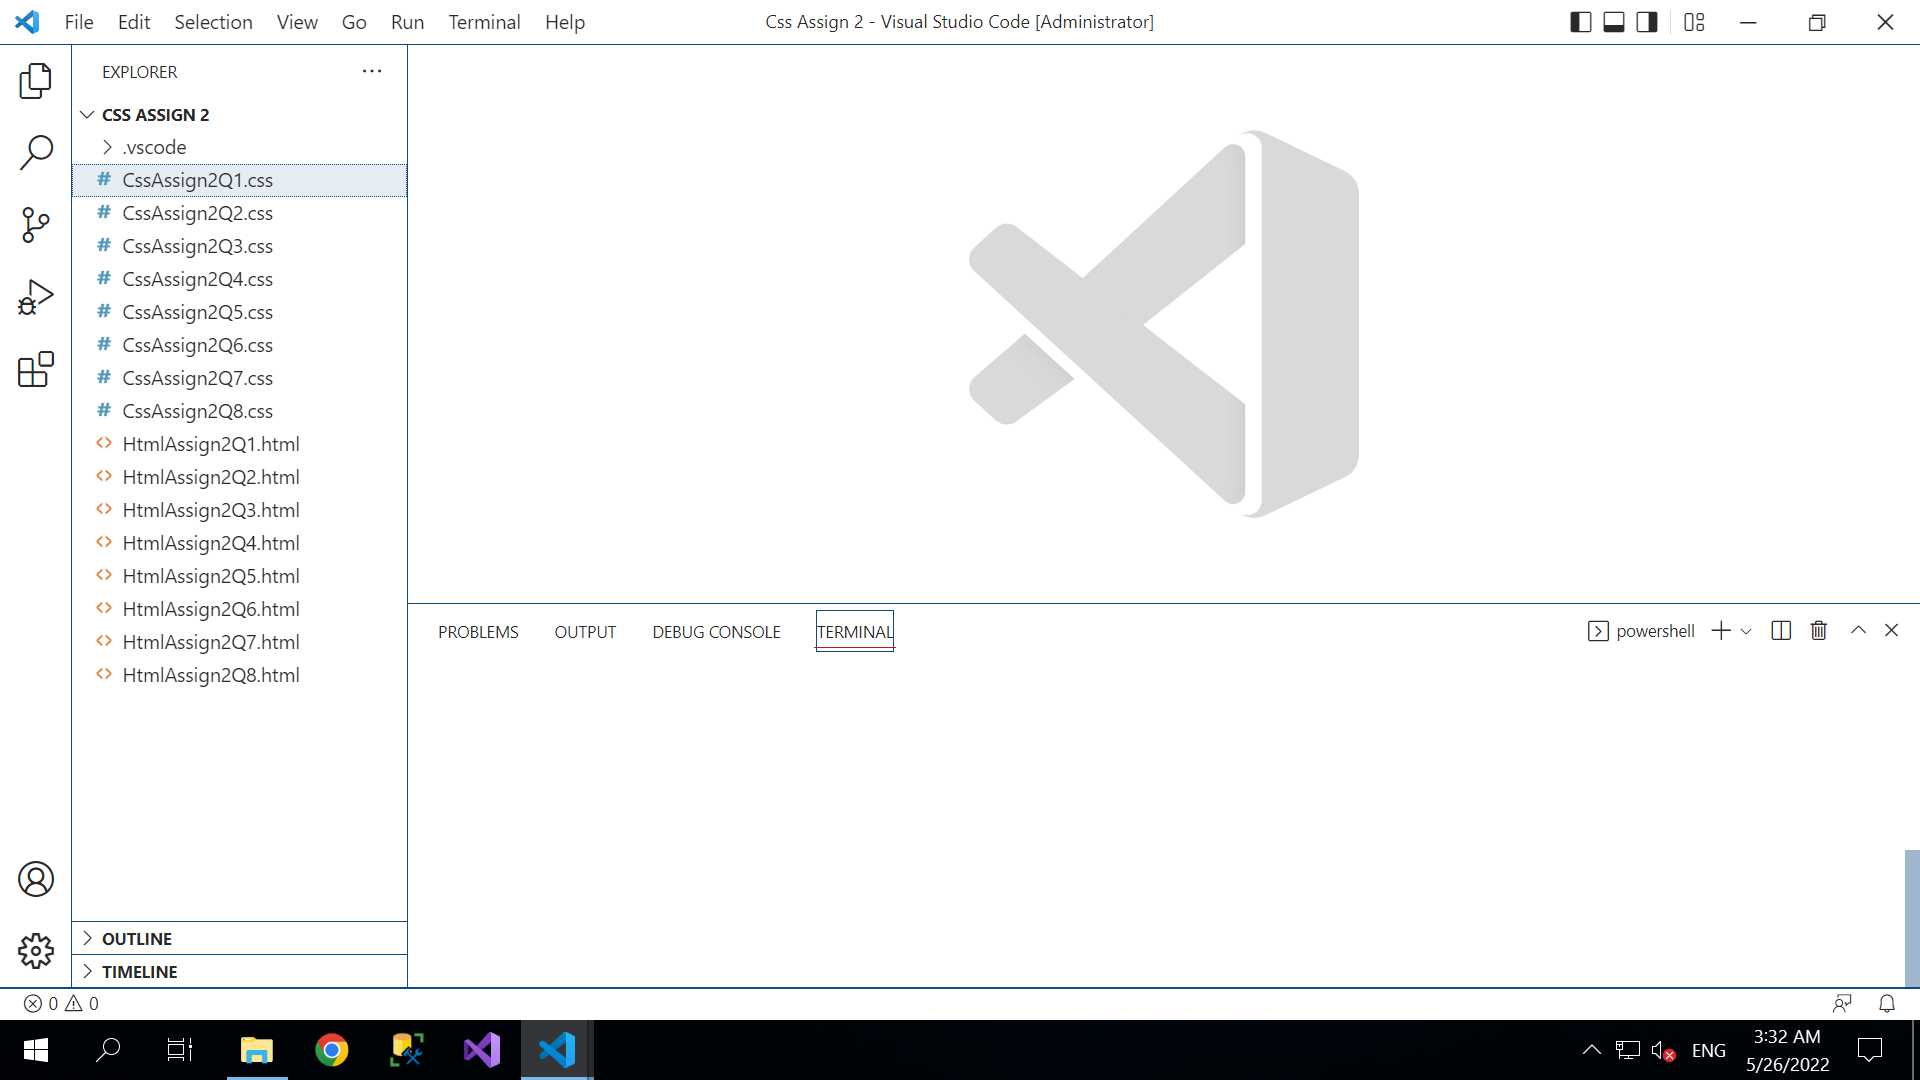 File Edit Selection View Go Run Terminal Help
Css Assign 2 - Visual Studio Code [Administrator]
EXPLORER
CSS ASSIGN 2
.vscode
# CssAssign2Q1.css
# CssAssign2Q2.css
# CssAssign2Q3.css
# CssAssign2Q4.css
# CssAssign2Q5.css
# CssAssign2Q6.css
# CssAssign2Q7.css
# CssAssign2Q8.css
<> HtmlAssign2Q1.html
<> HtmlAssign2Q2.html
<> HtmlAssign2Q3.html
<> HtmlAssign2Q4.html
<> HtmlAssign2Q5.html
<> HtmlAssign2Q6.html
<> HtmlAssign2Q7.html
<> HtmlAssign2Q8.html
OUTLINE
TIMELINE
PROBLEMS OUTPUT DEBUG CONSOLE TERMINAL
powershell
0 0
ENG
3:32 AM
5/26/2022